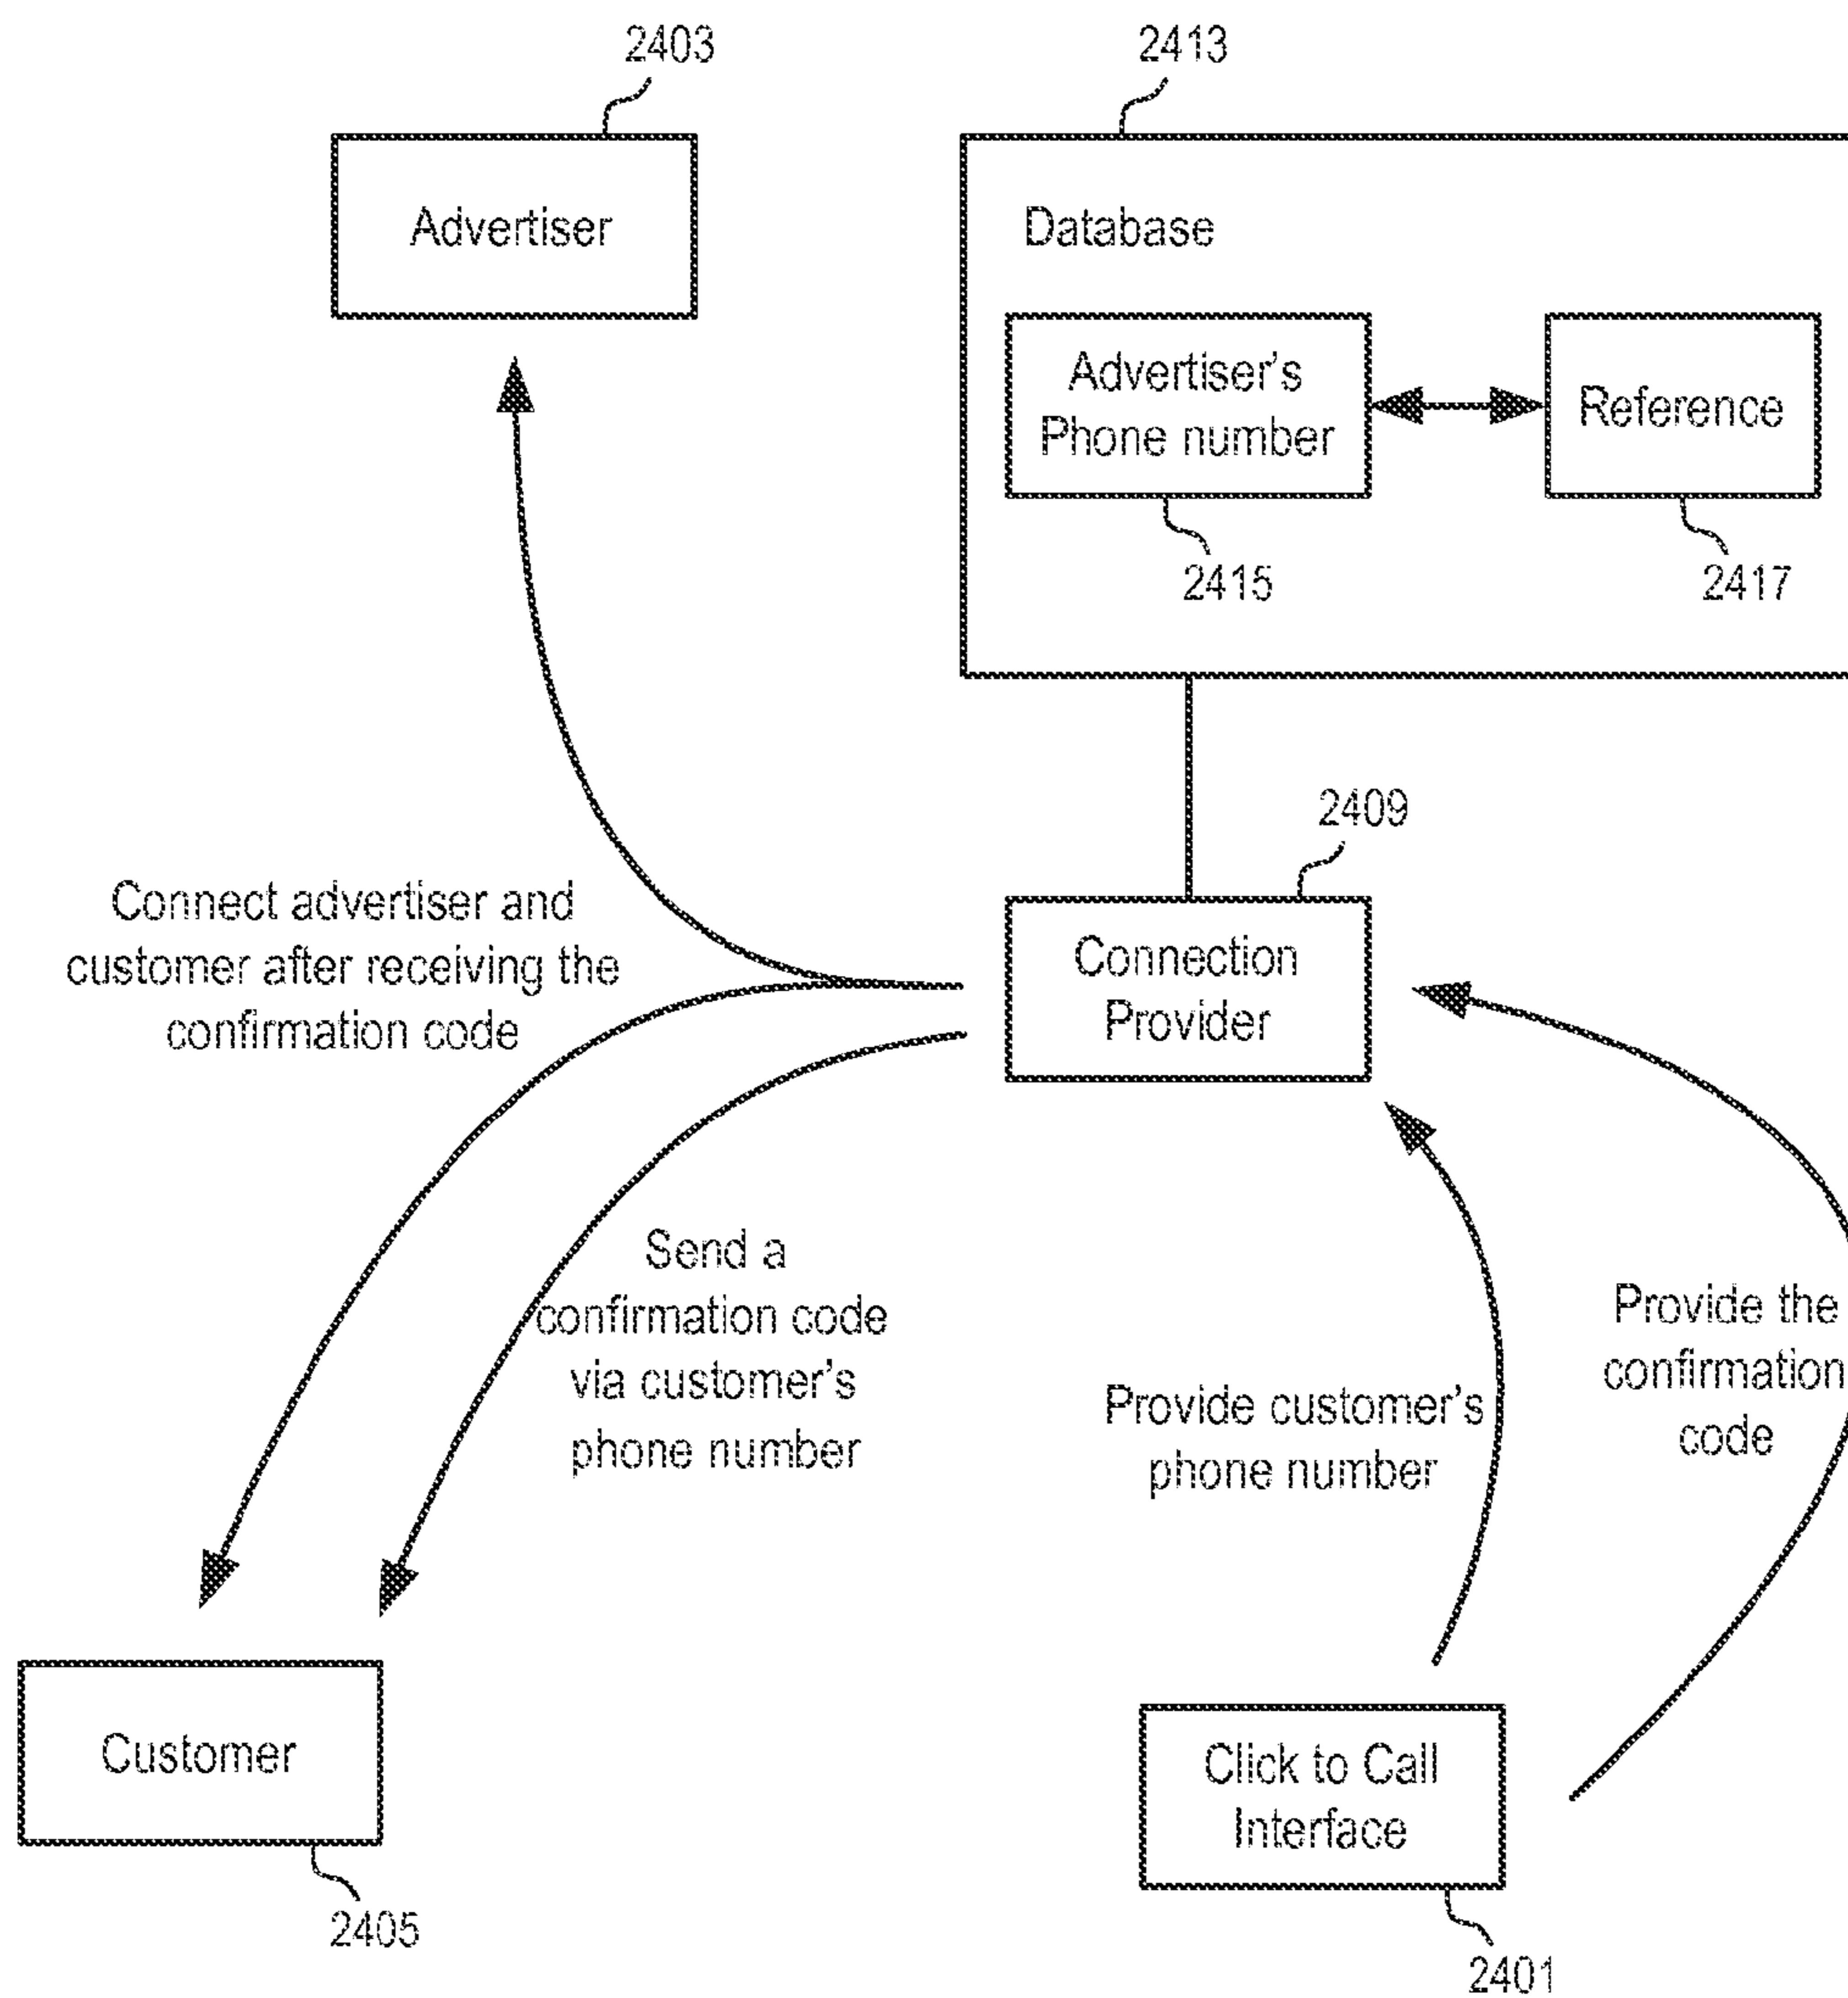 2403
2413
Advertiser
Database
Advertiser's
Phone number
Reference
2415
2417
2409
Connect advertiser and
customer after receiving the
confirmation code
Connection
Provider
Send a
confirmation code
via customer's
phone number
Provide customer's
phone number
Provide the
confirmation
code
Customer
Click to Call
Interface
2405
2401